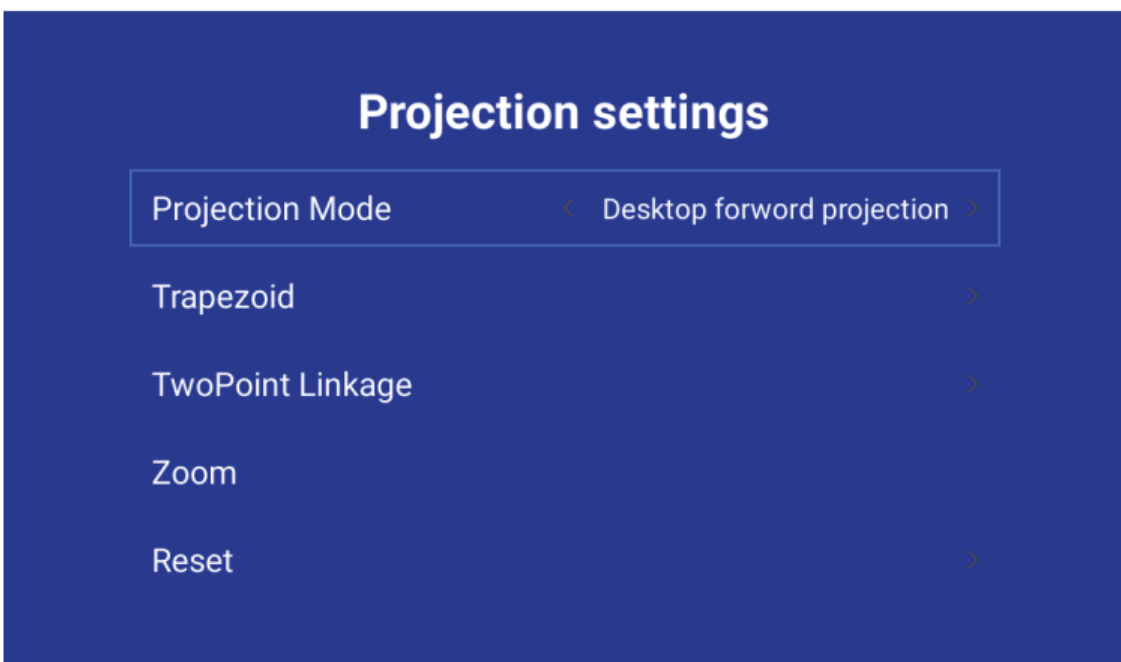 Projection settings
Projection Mode < Desktop forword projection >
Trapezoid >
TwoPoint Linkage >
Zoom
Reset >